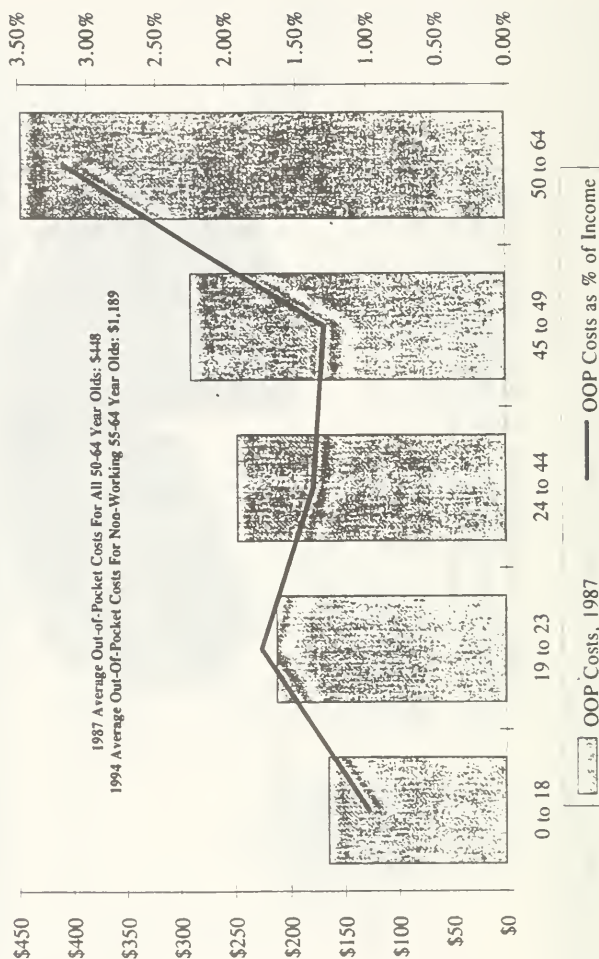 1987 Average Out-of-Pocket Costs For All 50-64 Year Olds: $448
1994 Average Out-Of-Pocket Costs For Non-Working 55-64 Year Olds: $1,189
$450
$400
$350
$300
$250
$200
$150
$100
$50
$0
3.50%
3.00%
2.50%
2.00%
1.50%
1.00%
0.50%
0.00%
0 to 18
19 to 23
24 to 44
45 to 49
50 to 64
OOP Costs, 1987
OOP Costs as % of Income